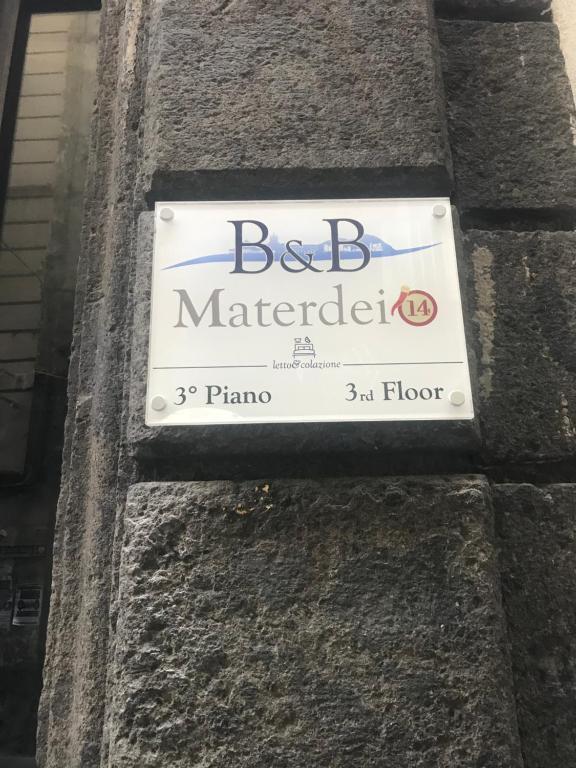 B&B
Materdei 14
letto&colazione
3° Piano 3rd Floor